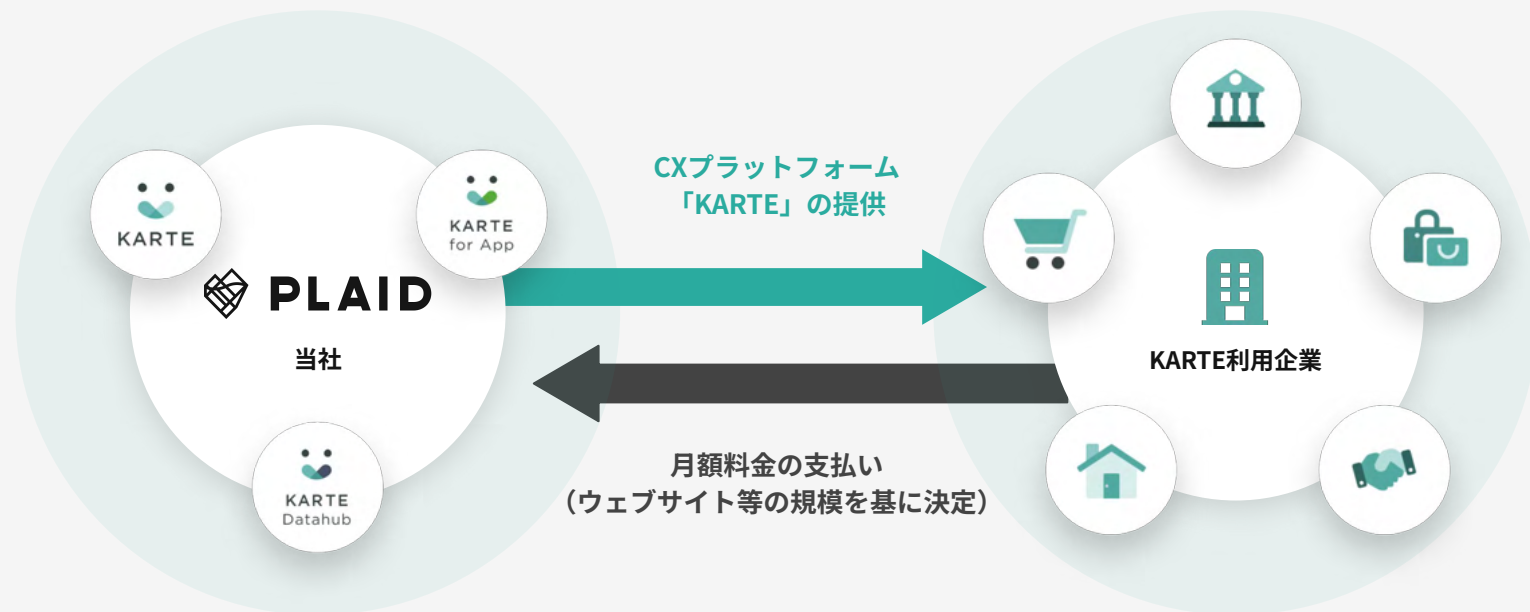 KARTE
KARTE
for App
PLAID
当社
KARTE
Datahub
CXプラットフォーム
「KARTE」の提供
月額料金の支払い
（ウェブサイト等の規模を基に決定）
KARTE利用企業